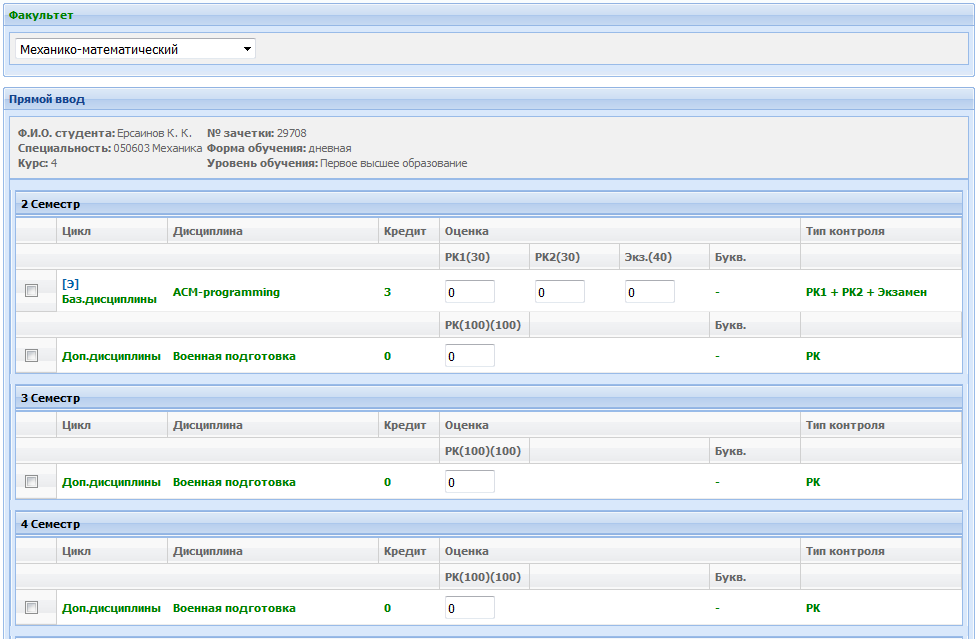 Факультет
Механико-математический
Прямой ввод
Ф.И.О. студента: Ерсаинов К. К. № зачетки: 29708
Специальность: 050603 Механика Форма обучения: дневная
Курс: 4 Уровень обучения: Первое высшее образование
2 Семестр
Цикл Дисциплина Кредит Оценка Тип контроля
РК1(30) РК2(30) Экз.(40) Букв.
[Э]
Баз.дисциплины ACM-programming 3 0 0 0 - РК1 + РК2 + Экзамен
РК(100)(100) Букв.
Доп.дисциплины Военная подготовка 0 0 - РК
3 Семестр
Цикл Дисциплина Кредит Оценка Тип контроля
РК(100)(100) Букв.
Доп.дисциплины Военная подготовка 0 0 - РК
4 Семестр
Цикл Дисциплина Кредит Оценка Тип контроля
РК(100)(100) Букв.
Доп.дисциплины Военная подготовка 0 0 - РК